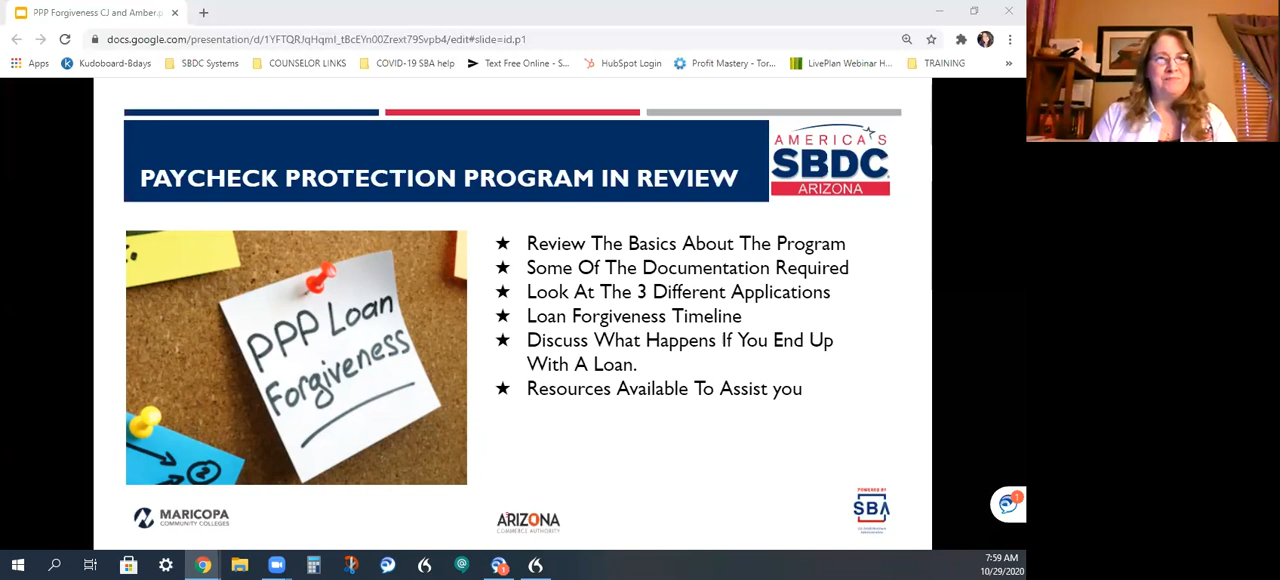 PPP Forgiveness CJ and Amber.p
docs.google.com/presentation/d/1YFTQRJqHqmI_tBcEYn00Zrext79Svpb4/edit#slide=id.p1
Apps
Kudoboard-Bdays
SBDC Systems
COUNSELOR LINKS
COVID-19 SBA help
Text Free Online - S...
HubSpot Login
Profit Mastery - Tor...
LivePlan Webinar H...
TRAINING
»
PAYCHECK PROTECTION PROGRAM IN REVIEW
AMERICA'S
SBDC
ARIZONA
PPP Loan
Forgiveness
★ Review The Basics About The Program
★ Some Of The Documentation Required
★ Look At The 3 Different Applications
★ Loan Forgiveness Timeline
★ Discuss What Happens If You End Up
With A Loan.
★ Resources Available To Assist you
MARICOPA
COMMUNITY COLLEGES
ARIZONA
COMMERCE AUTHORITY
POWERED BY
SBA
1
7:59 AM
10/29/2020